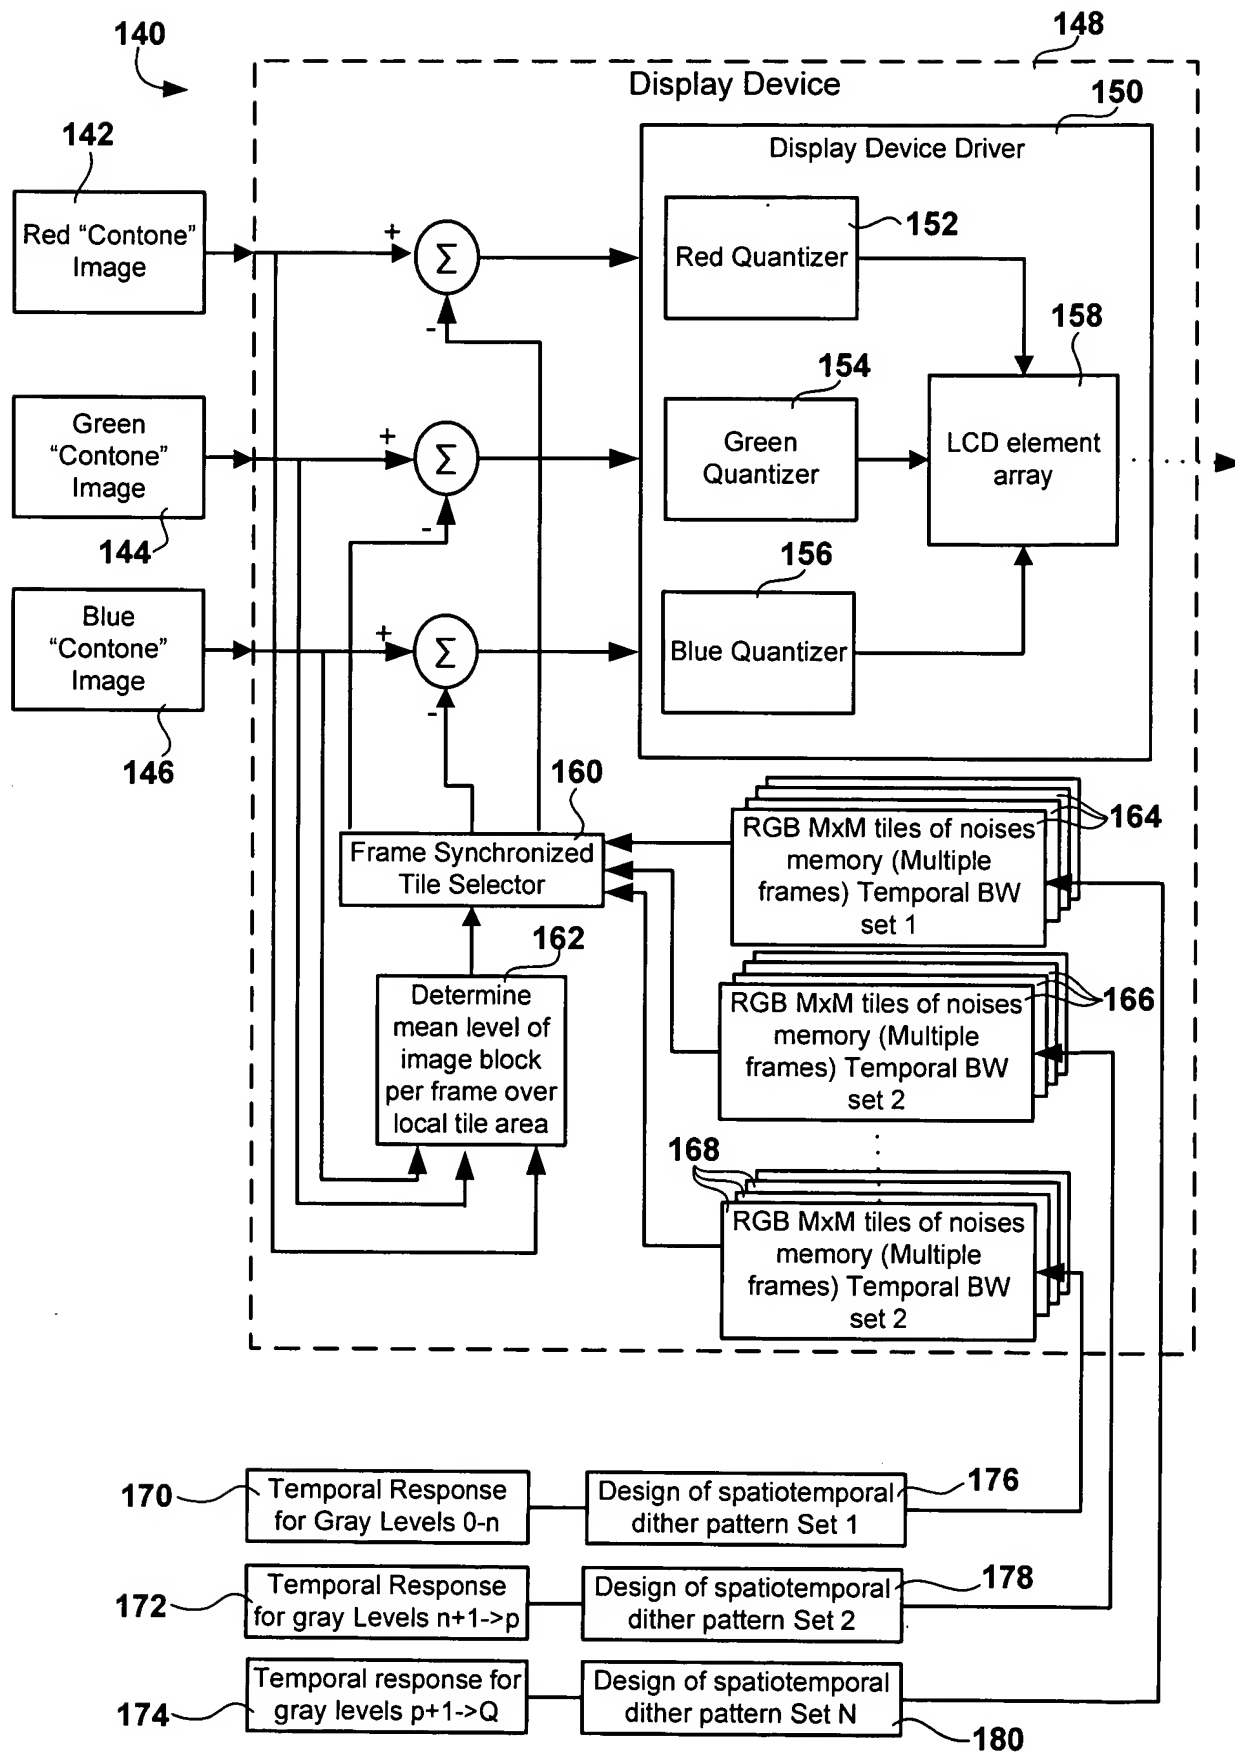 140
148
Display Device
150
142
Display Device Driver
Red “Contone”
Image
+
Σ
-
152
Red Quantizer
158
154
Green
“Contone”
Image
144
+
Σ
-
Green
Quantizer
LCD element
array
156
Blue
“Contone”
Image
146
+
Σ
-
Blue Quantizer
160
Frame Synchronized
Tile Selector
164
RGB MxM tiles of noises
memory (Multiple
frames) Temporal BW
set 1
162
Determine
mean level of
image block
per frame over
local tile area
166
RGB MxM tiles of noises
memory (Multiple
frames) Temporal BW
set 2
168
RGB MxM tiles of noises
memory (Multiple
frames) Temporal BW
set 2
170
Temporal Response
for Gray Levels 0-n
Design of spatiotemporal
dither pattern Set 1
176
172
Temporal Response
for gray Levels n+1->p
Design of spatiotemporal
dither pattern Set 2
178
174
Temporal response for
gray levels p+1->Q
Design of spatiotemporal
dither pattern Set N
180